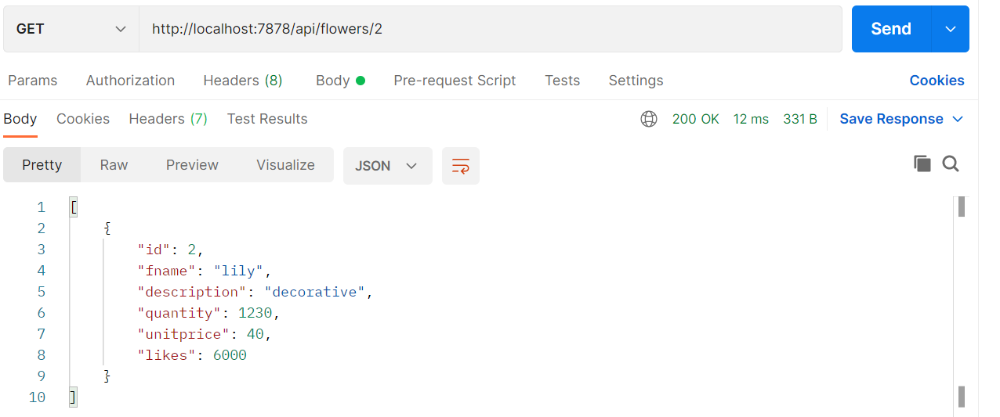 GET http://localhost:7878/api/flowers/2 Send
Params Authorization Headers (8) Body Pre-request Script Tests Settings Cookies
Body Cookies Headers (7) Test Results 200 OK 12 ms 331 B Save Response
Pretty Raw Preview Visualize JSON
1 [
2 {
3 "id": 2,
4 "fname": "lily",
5 "description": "decorative",
6 "quantity": 1230,
7 "unitprice": 40,
8 "likes": 6000
9 }
10 ]